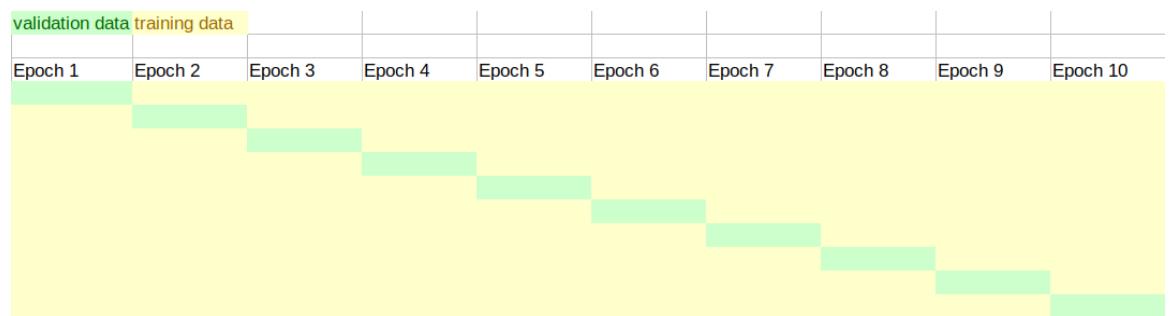 validation data training data
Epoch 1 Epoch 2 Epoch 3 Epoch 4 Epoch 5 Epoch 6 Epoch 7 Epoch 8 Epoch 9 Epoch 10